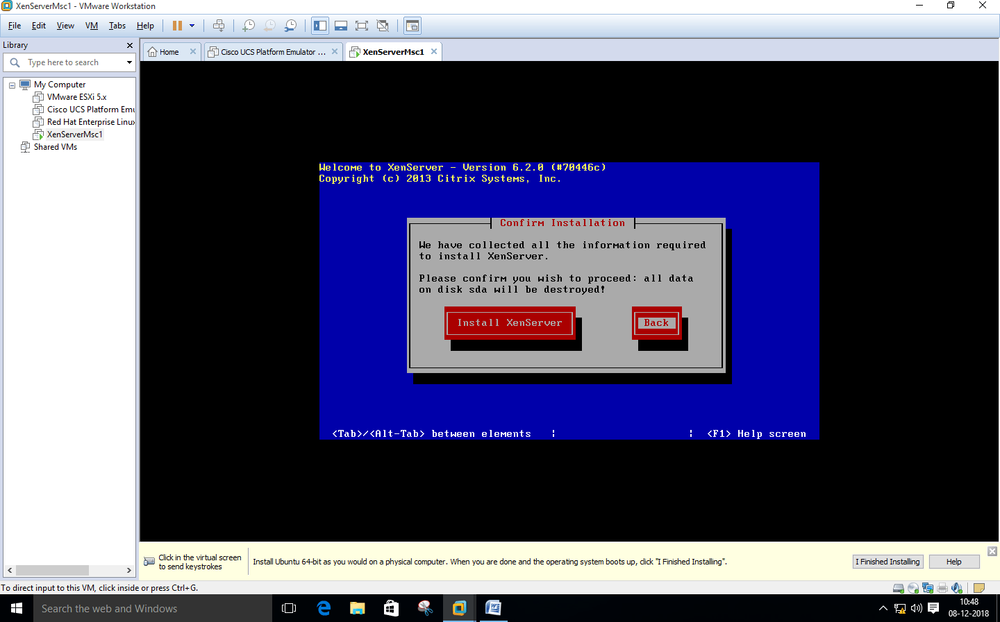 XenServerMsc1 - VMware Workstation
File Edit View VM Tabs Help
Library
Home
Cisco UCS Platform Emulator ...
XenServerMsc1
Type here to search
My Computer
VMware ESXi 5.x
Cisco UCS Platform Emu
Red Hat Enterprise Linux
XenServerMsc1
Shared VMs
Welcome to XenServer - Version 6.2.0 (#70446c)
Copyright (c) 2013 Citrix Systems, Inc.
Confirm Installation
We have collected all the information required
to install XenServer.
Please confirm you wish to proceed: all data
on disk sda will be destroyed!
Install XenServer Back
<Tab>/<Alt-Tab> between elements | | <F1> Help screen
Click in the virtual screen
to send keystrokes
Install Ubuntu 64-bit as you would on a physical computer. When you are done and the operating system boots up, click "I Finished Installing".
I Finished Installing
Help
To direct input to this VM, click inside or press Ctrl+G.
Search the web and Windows
10:48
08-12-2018